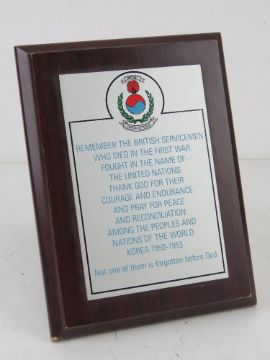 REMEMBER THE BRITISH SERVICEMEN
WHO DIED IN THE FIRST WAR
FOUGHT IN THE NAME OF
THE UNITED NATIONS
THANK GOD FOR THEIR
COURAGE AND ENDURANCE
AND PRAY FOR PEACE
AND RECONCILIATION
AMONG THE PEOPLES AND
NATIONS OF THE WORLD
KOREA 1950-1953
Not one of them is forgotten before God